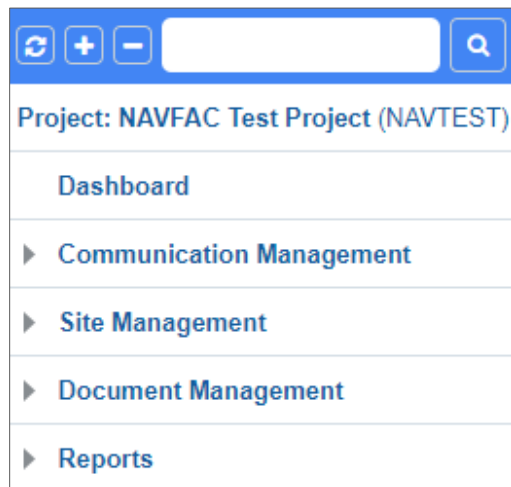 Project: NAVFAC Test Project (NAVTEST)
Dashboard
Communication Management
Site Management
Document Management
Reports